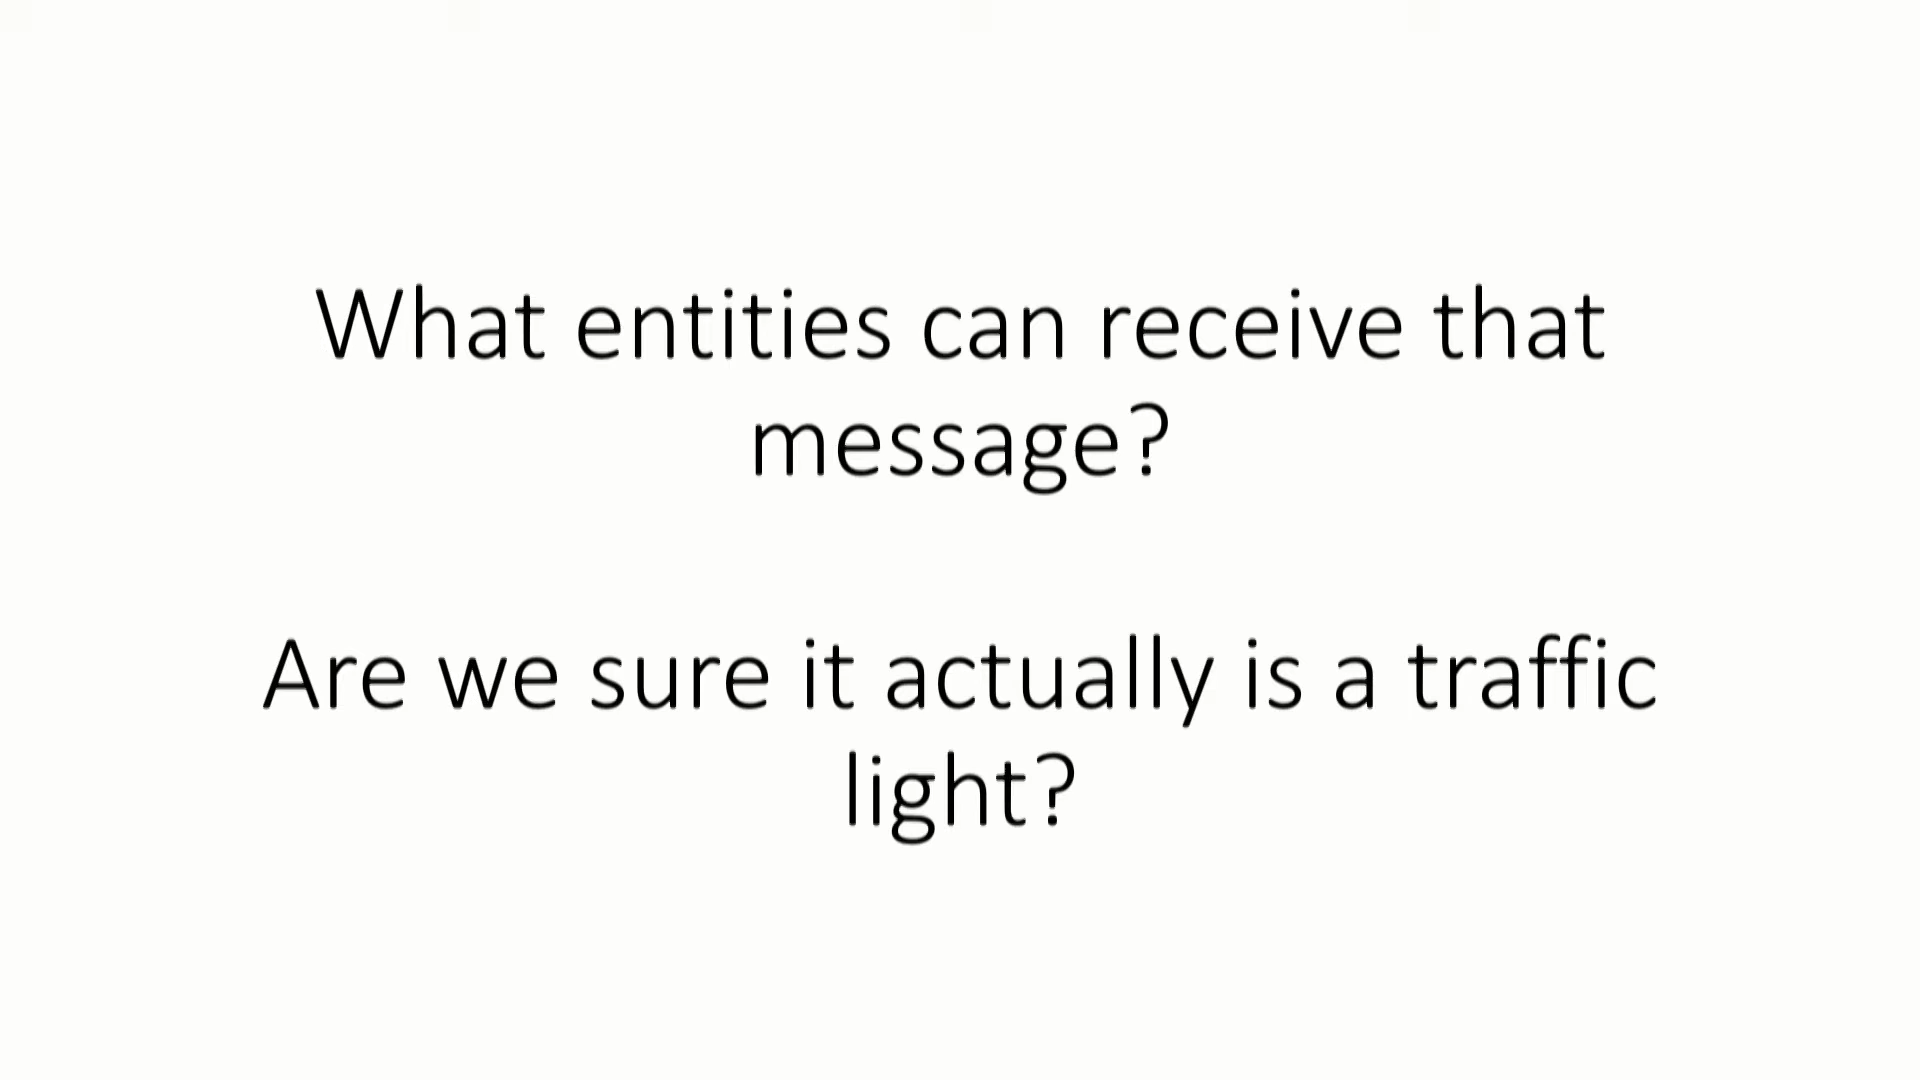 What entities can receive that
message?
Are we sure it actually is a traffic
light?